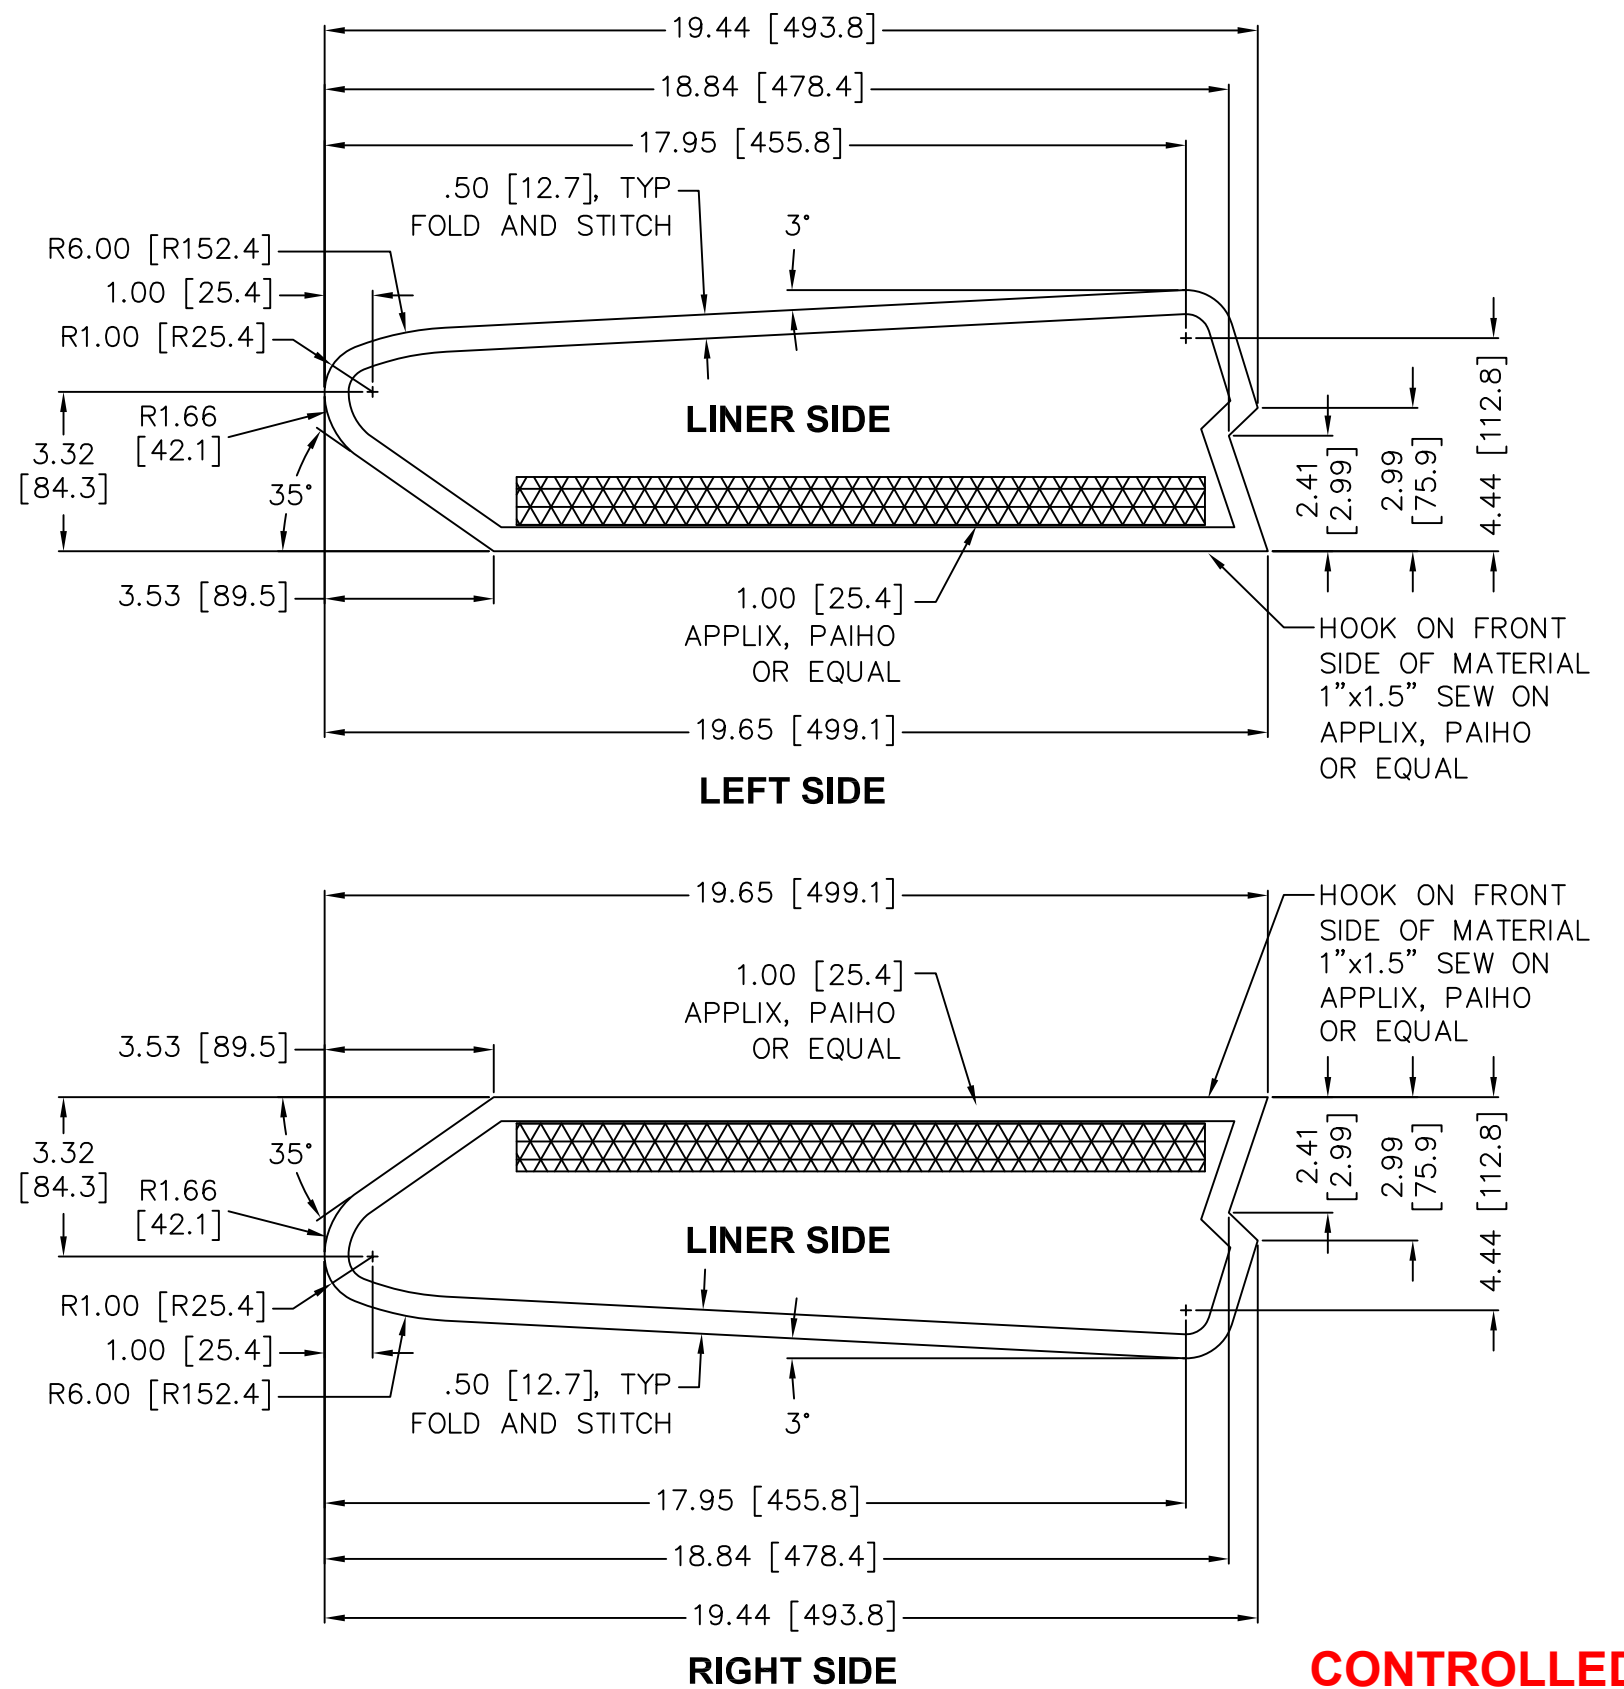 19.44 [493.8]
18.84 [478.4]
17.95 [455.8]
.50 [12.7], TYP
FOLD AND STITCH
3°
R6.00 [R152.4]
1.00 [25.4]
R1.00 [R25.4]
R1.66
[42.1]
3.32
[84.3]
35°
LINER SIDE
2.41
[2.99]
2.99
[75.9]
4.44 [112.8]
3.53 [89.5]
1.00 [25.4]
APPLIX, PAIHO
OR EQUAL
HOOK ON FRONT
SIDE OF MATERIAL
1”x1.5” SEW ON
APPLIX, PAIHO
OR EQUAL
19.65 [499.1]
LEFT SIDE
19.65 [499.1]
HOOK ON FRONT
SIDE OF MATERIAL
1”x1.5” SEW ON
APPLIX, PAIHO
OR EQUAL
1.00 [25.4]
APPLIX, PAIHO
OR EQUAL
3.53 [89.5]
3.32
[84.3]
35°
R1.66
[42.1]
LINER SIDE
2.41
[2.99]
2.99
[75.9]
4.44 [112.8]
R1.00 [R25.4]
1.00 [25.4]
R6.00 [R152.4]
.50 [12.7], TYP
FOLD AND STITCH
3°
17.95 [455.8]
18.84 [478.4]
19.44 [493.8]
RIGHT SIDE
CONTROLLED